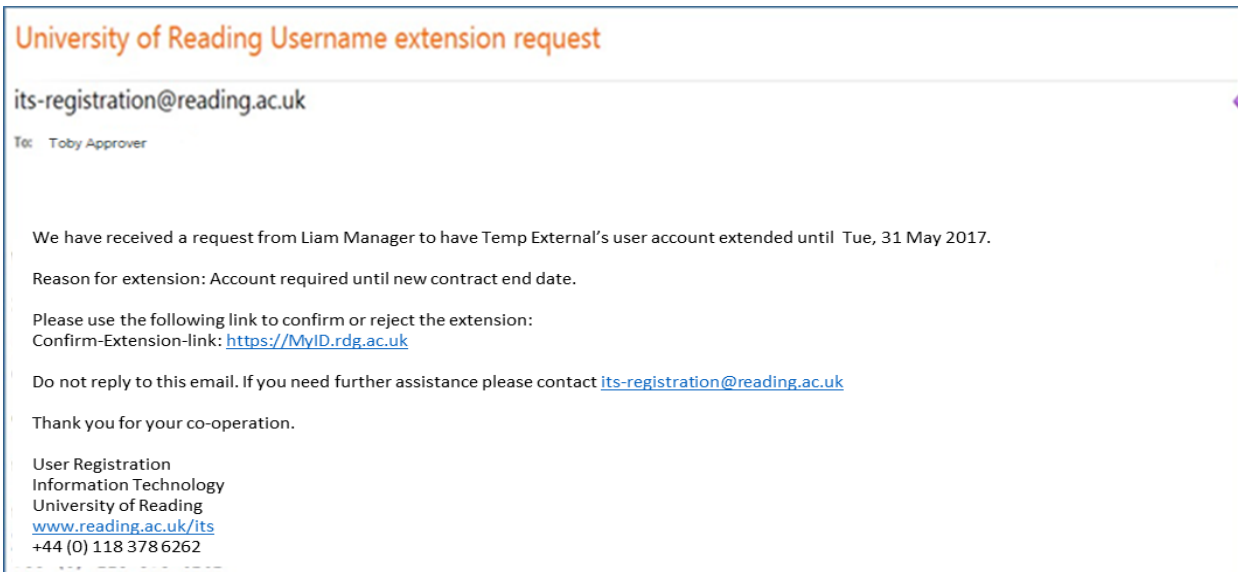 University of Reading Username extension request
its-registration@reading.ac.uk
To: Toby Approver
We have received a request from Liam Manager to have Temp External’s user account extended until Tue, 31 May 2017.
Reason for extension: Account required until new contract end date.
Please use the following link to confirm or reject the extension:
Confirm-Extension-link: https://MyID.rdg.ac.uk
Do not reply to this email. If you need further assistance please contact its-registration@reading.ac.uk
Thank you for your co-operation.
User Registration
Information Technology
University of Reading
www.reading.ac.uk/its
+44 (0) 118 378 6262